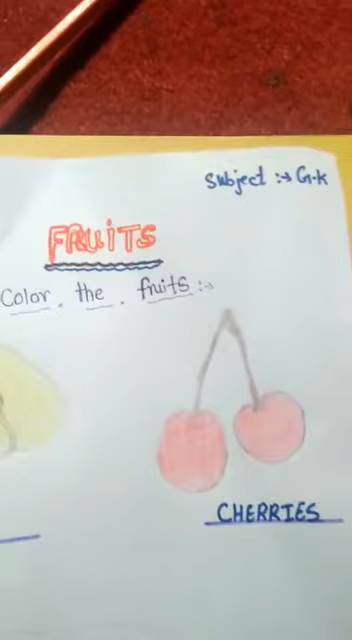 Subject :→ G.k
FRUITS
Color . the . fruits :→
CHERRIES